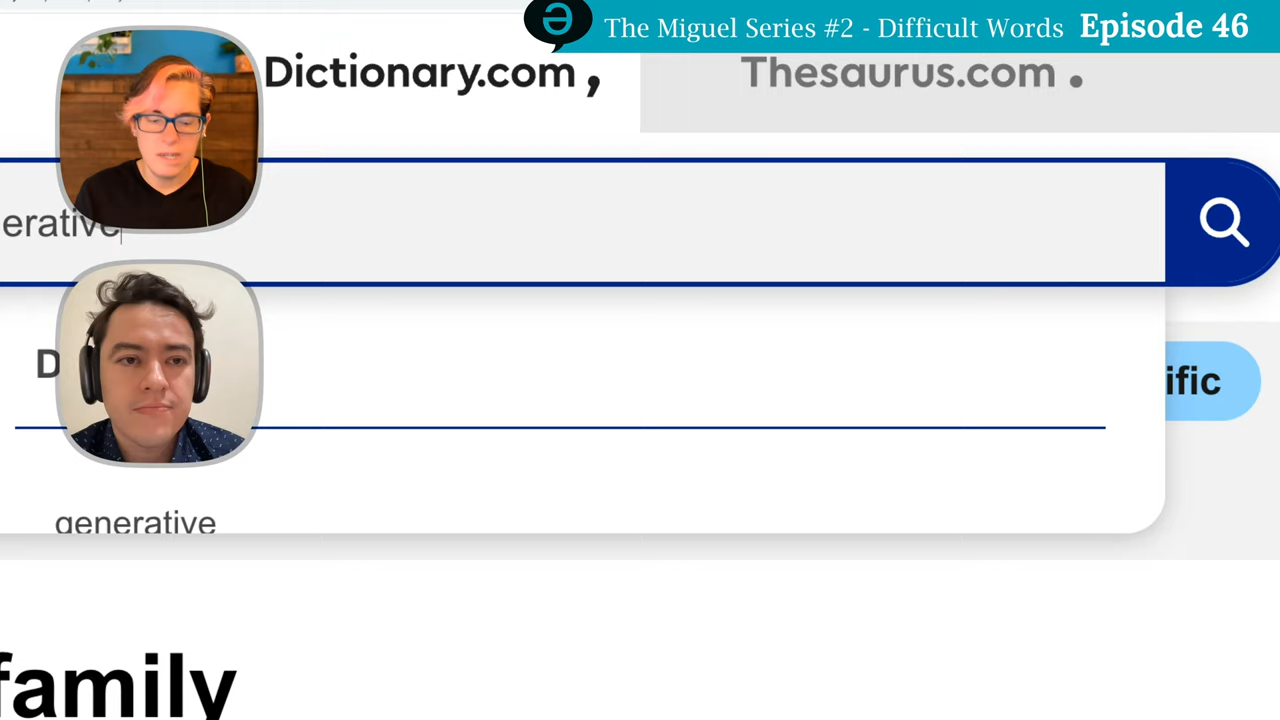 ə The Miguel Series #2 - Difficult Words Episode 46
Dictionary.com, Thesaurus.com.
erative
D
ific
generative
family